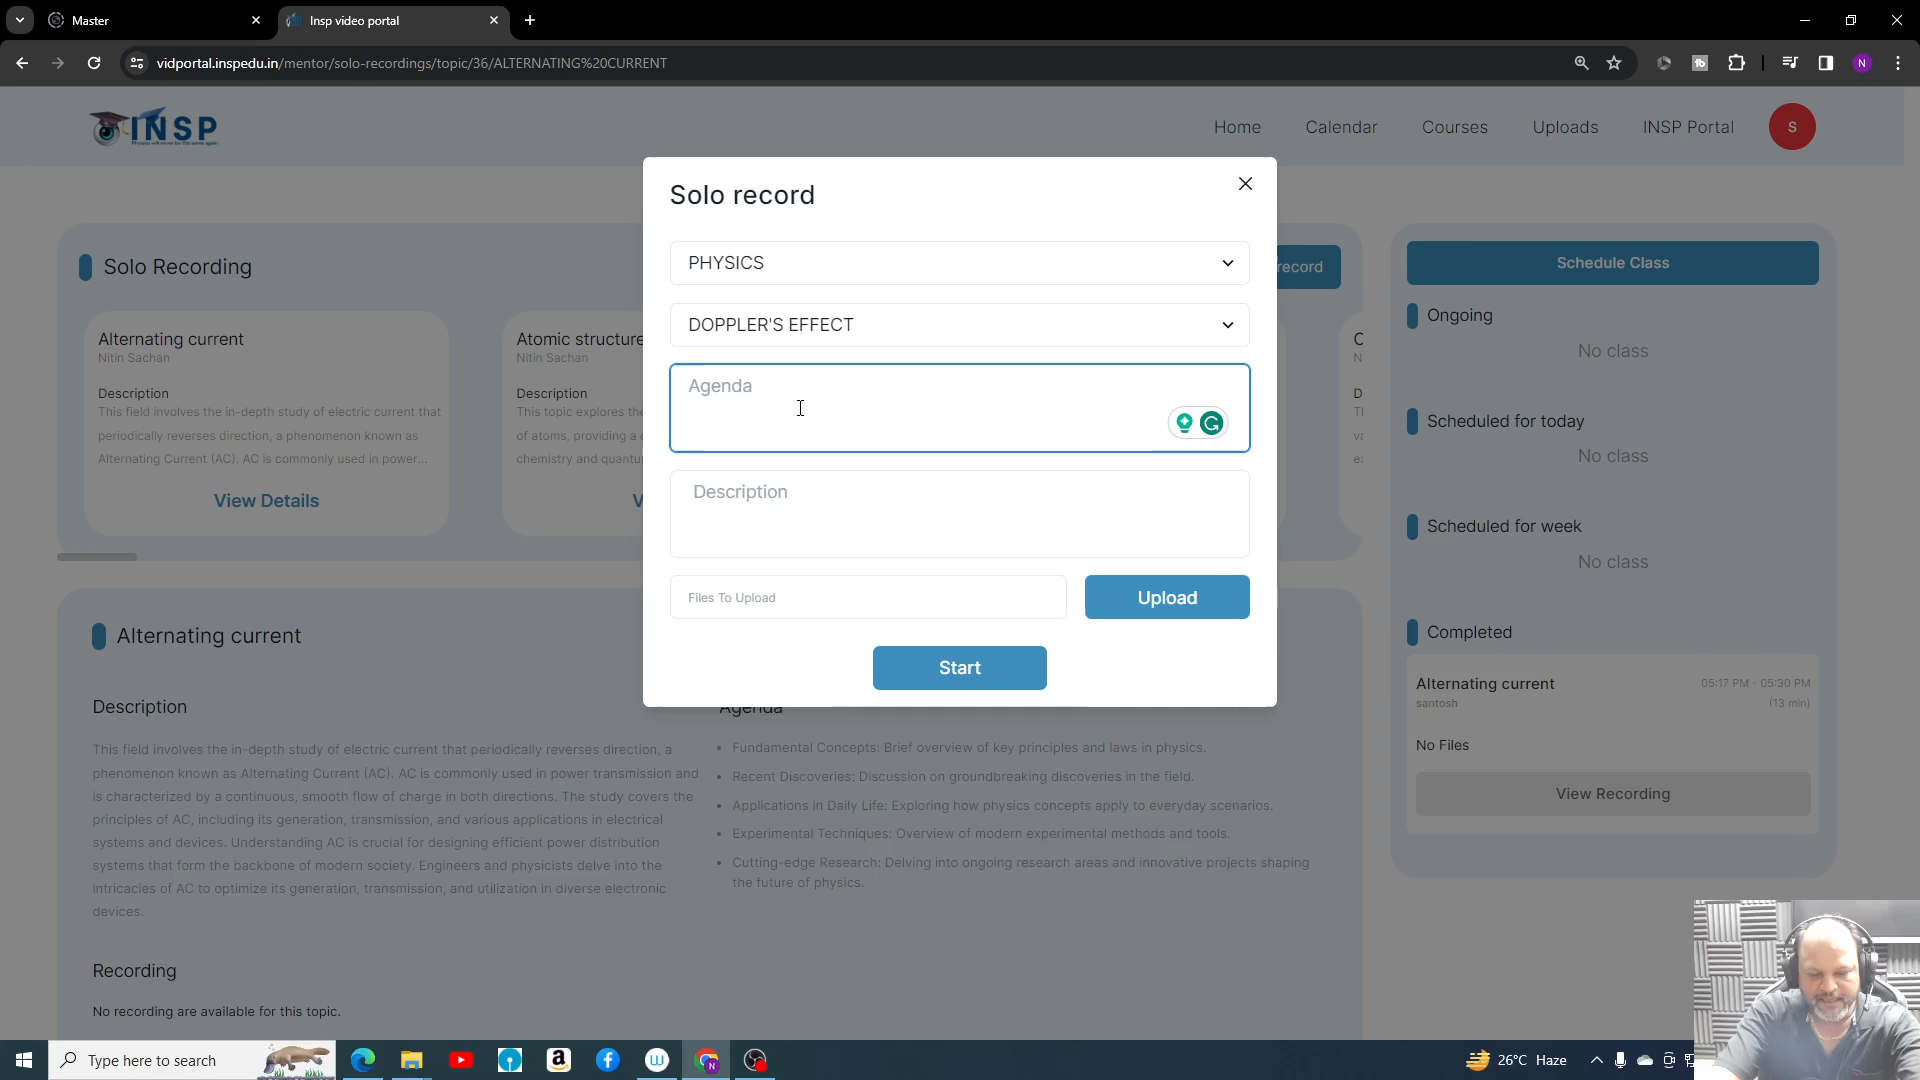 Master
Insp video portal
vidportal.inspedu.in/mentor/solo-recordings/topic/36/ALTERNATING%20CURRENT
N
INSP
Home
Calendar
Courses
Uploads
INSP Portal
S
Solo record
PHYSICS
DOPPLER'S EFFECT
Agenda
Description
Files To Upload
Upload
Start
Solo Recording
record
Alternating current
Nitin Sachan
Description
This field involves the in-depth study of electric current that
periodically reverses direction, a phenomenon known as
Alternating Current (AC). AC is commonly used in power...
View Details
Atomic structure
Nitin Sachan
Description
This topic explores the
of atoms, providing a
chemistry and quantu
Schedule Class
Ongoing
No class
Scheduled for today
No class
Scheduled for week
No class
Completed
Alternating current
05:17 PM - 05:30 PM
santosh
(13 min)
No Files
View Recording
Alternating current
Description
This field involves the in-depth study of electric current that periodically reverses direction, a
phenomenon known as Alternating Current (AC). AC is commonly used in power transmission and
is characterized by a continuous, smooth flow of charge in both directions. The study covers the
principles of AC, including its generation, transmission, and various applications in electrical
systems and devices. Understanding AC is crucial for designing efficient power distribution
systems that form the backbone of modern society. Engineers and physicists delve into the
intricacies of AC to optimize its generation, transmission, and utilization in diverse electronic
devices.
Agenda
Fundamental Concepts: Brief overview of key principles and laws in physics.
Recent Discoveries: Discussion on groundbreaking discoveries in the field.
Applications in Daily Life: Exploring how physics concepts apply to everyday scenarios.
Experimental Techniques: Overview of modern experimental methods and tools.
Cutting-edge Research: Delving into ongoing research areas and innovative projects shaping
the future of physics.
Recording
No recording are available for this topic.
Type here to search
26°C Haze